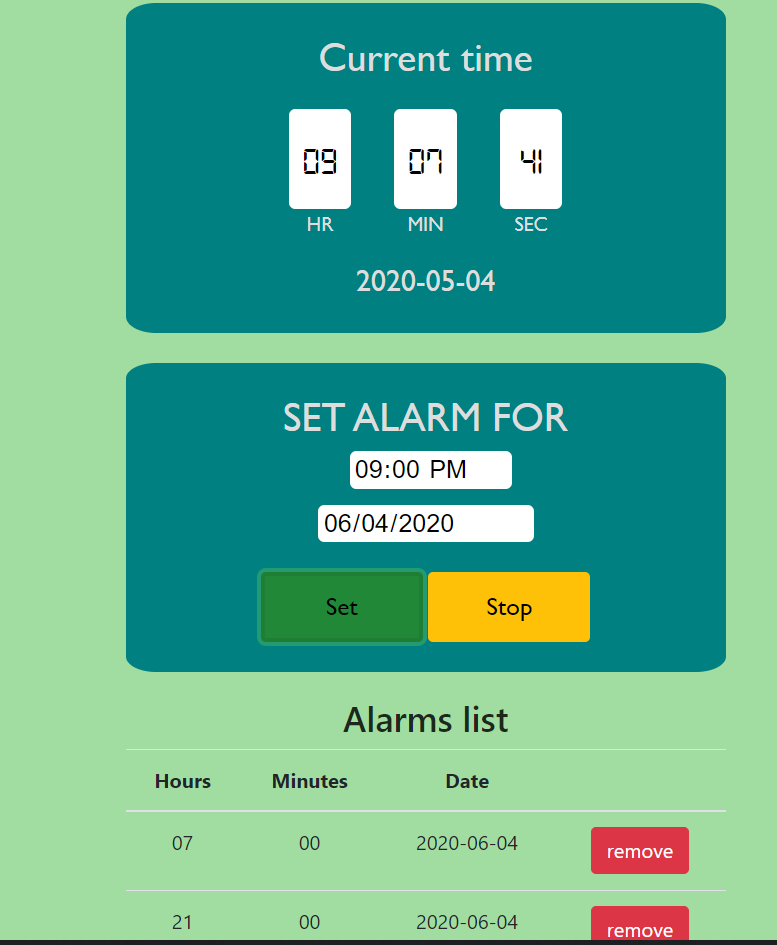 Current time
09 07 41
HR MIN SEC
2020-05-04
SET ALARM FOR
09:00 PM
06/04/2020
Set Stop
Alarms list
Hours Minutes Date
07 00 2020-06-04 remove
21 00 2020-06-04 remove